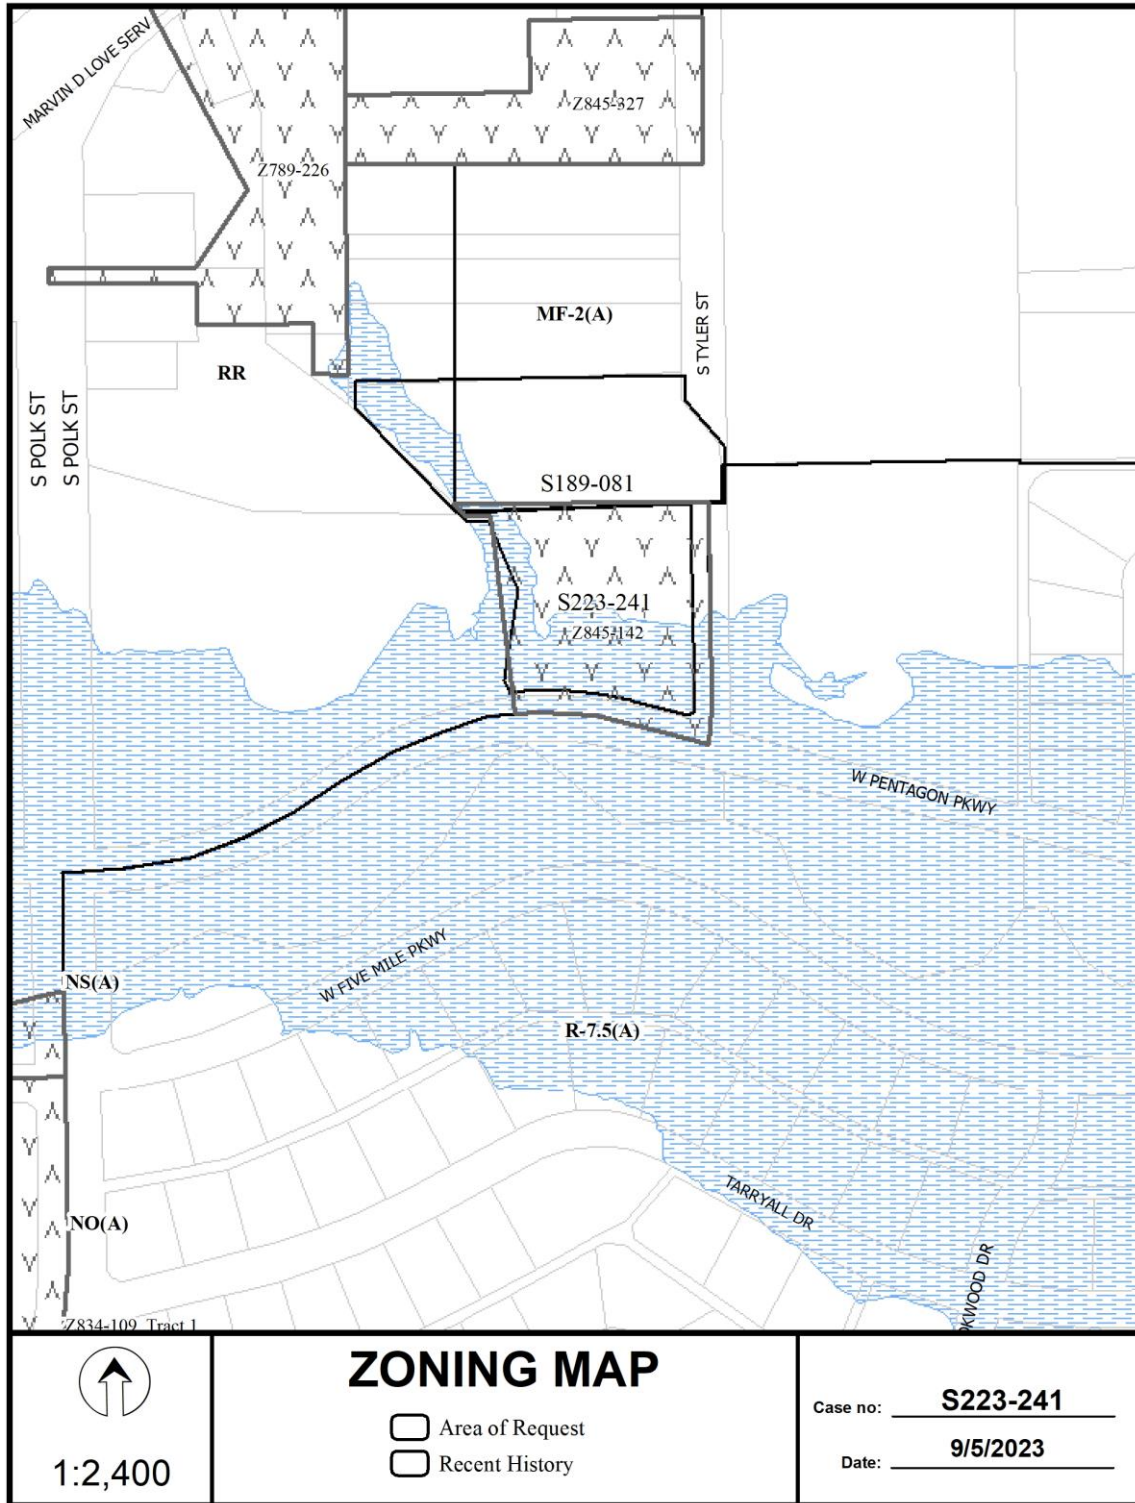 MARVIN D LOVE SERV
Z845-327
Z789-226
S TYLER ST
MF-2(A)
RR
S POLK ST
S POLK ST
S189-081
S223-241
Z845-142
W PENTAGON PKWY
W FIVE MILE PKWY
NS(A)
R-7.5(A)
TARRYALL DR
NO(A)
DR
Z834-109 Tract 1
1:2,400
ZONING MAP
Area of Request
Recent History
Case no: S223-241
Date: 9/5/2023